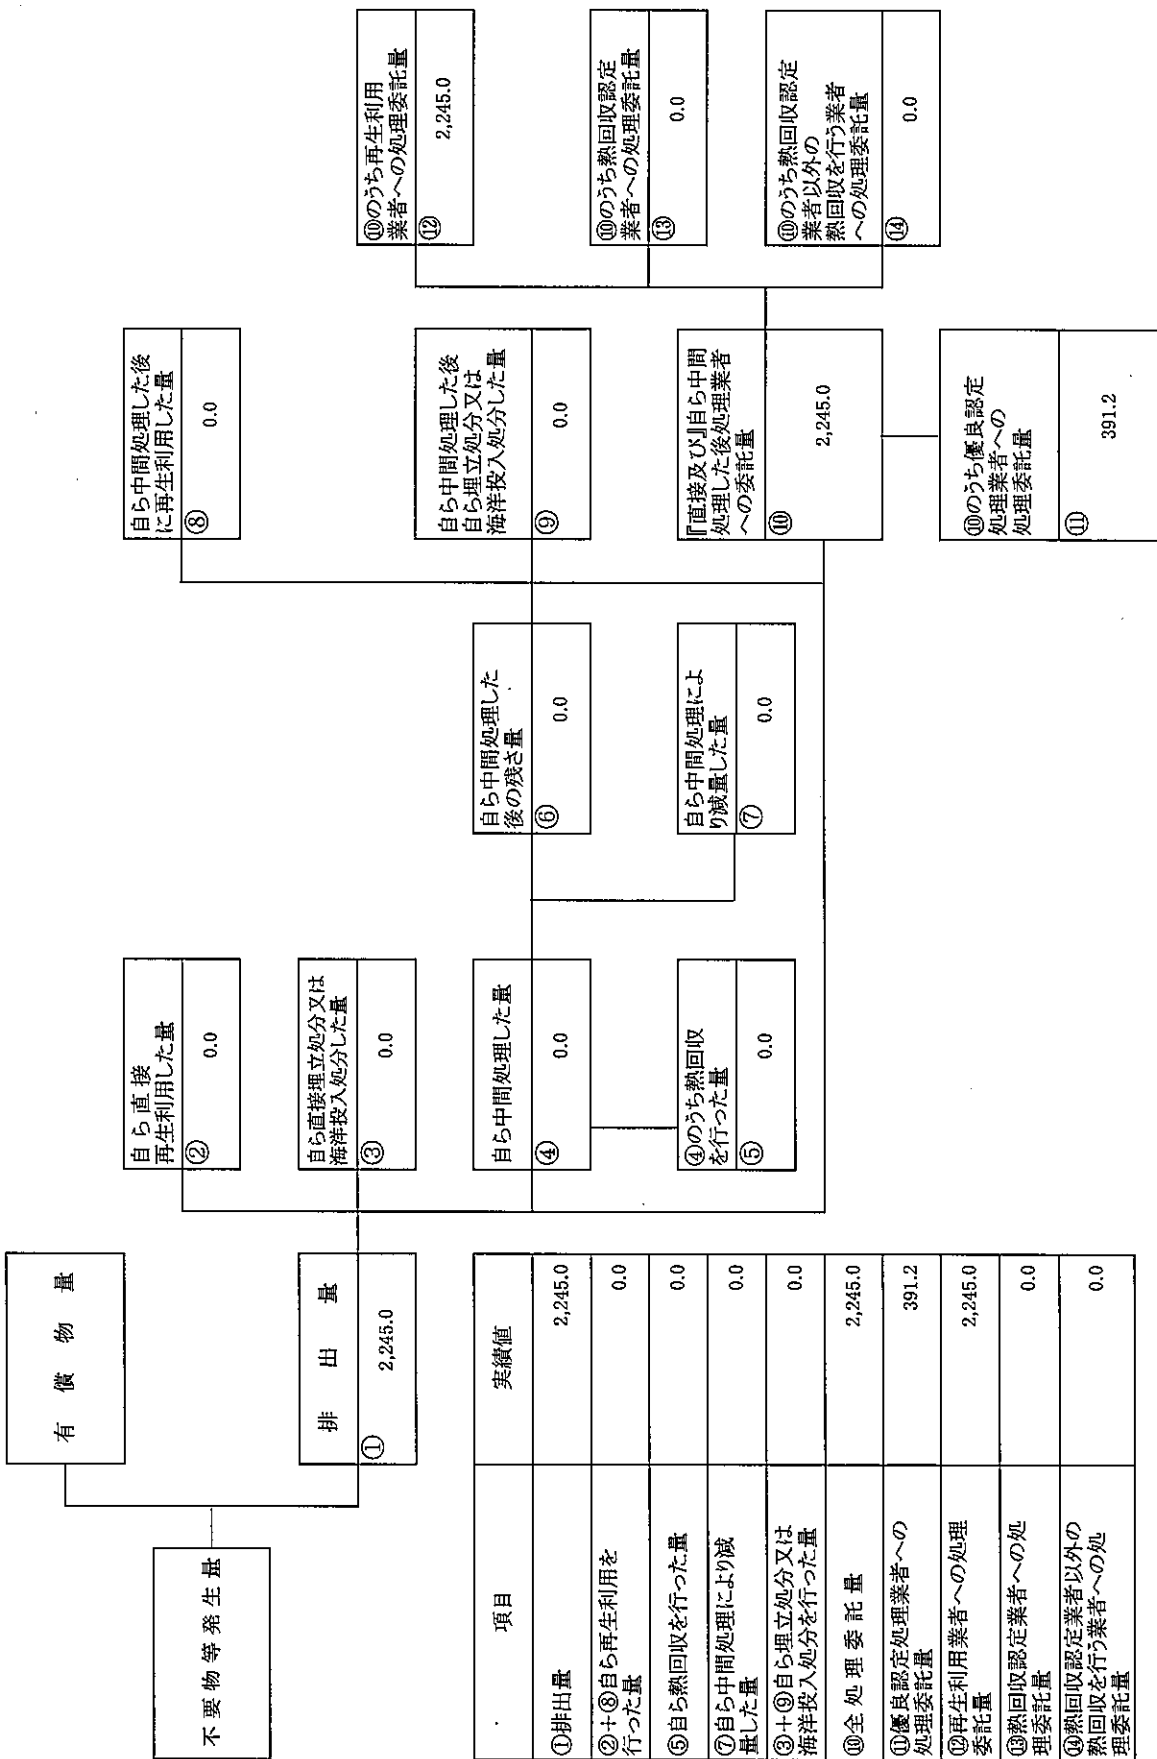 不要物等発生量
有償物量
排出量
①
2,245.0
自ら直接
再生利用した量
②
0.0
自ら直接埋立処分又は
海洋投入処分した量
③
0.0
自ら中間処理した量
④
0.0
④のうち熱回収
を行った量
⑤
0.0
自ら中間処理した
後の残さ量
⑥
0.0
自ら中間処理によ
り減量した量
⑦
0.0
自ら中間処理した後
に再生利用した量
⑧
0.0
自ら中間処理した後
自ら埋立処分又は
海洋投入処分した量
⑨
0.0
『直接及び』自ら中間
処理した後処理業者
への委託量
⑩
2,245.0
⑩のうち優良認定
処理業者への
処理委託量
⑪
391.2
⑩のうち再生利用
業者への処理委託量
⑫
2,245.0
⑩のうち熱回収認定
業者への処理委託量
⑬
0.0
⑩のうち熱回収認定
業者以外の
熱回収を行う業者
への処理委託量
⑭
0.0
項目 実績値
①排出量 2,245.0
②+⑧自ら再生利用を
行った量 0.0
⑤自ら熱回収を行った量 0.0
⑦自ら中間処理により減
量した量 0.0
③+⑨自ら埋立処分又は
海洋投入処分を行った量 0.0
⑩全処理委託量 2,245.0
⑪優良認定処理業者への
処理委託量 391.2
⑫再生利用業者への処理
委託量 2,245.0
⑬熱回収認定業者への処
理委託量 0.0
⑭熱回収認定業者以外の
熱回収を行う業者への処
理委託量 0.0